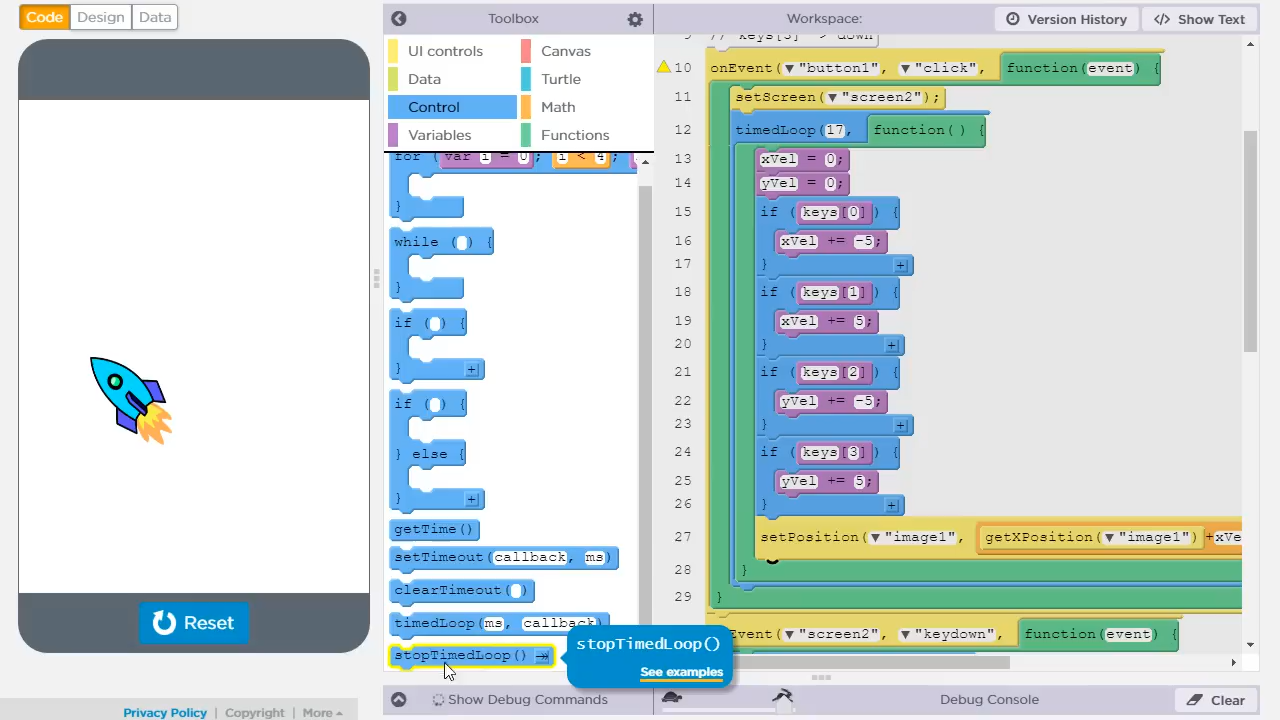 Code Design Data
Toolbox
Workspace:
Version History
Show Text
UI controls
Canvas
Data
Turtle
Control
Math
Variables
Functions
for ( var i = 0; i < 4;
}
while ( ) {
}
if ( ) {
}
if ( ) {
} else {
}
getTime()
setTimeout(callback, ms)
clearTimeout( )
timedLoop(ms, callback)
stopTimedLoop()
stopTimedLoop()
See examples
10 onEvent( "button1", "click", function(event) {
11 setScreen( "screen2");
12 timedLoop(17, function( ) {
13 xVel = 0;
14 yVel = 0;
15 if ( keys[0] ) {
16 xVel += -5;
17 }
18 if ( keys[1] ) {
19 xVel += 5;
20 }
21 if ( keys[2] ) {
22 yVel += -5;
23 }
24 if ( keys[3] ) {
25 yVel += 5;
26 }
27 setPosition( "image1", getXPosition( "image1") +xVe
28 }
29 }
Event( "screen2", "keydown", function(event) {
Reset
Privacy Policy | Copyright | More
Show Debug Commands
Debug Console
Clear